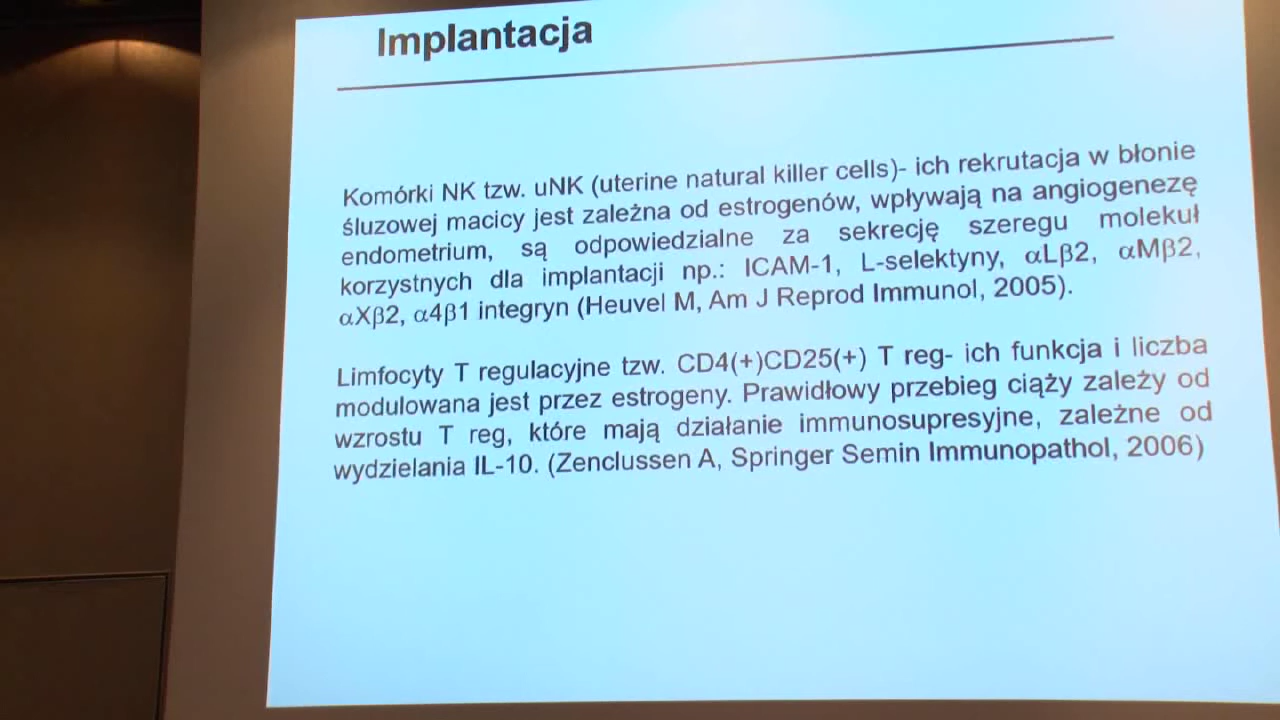 Implantacja
Komórki NK tzw. uNK (uterine natural killer cells)- ich rekrutacja w błonie
śluzowej macicy jest zależna od estrogenów, wpływają na angiogenezę
endometrium, są odpowiedzialne za sekrecję szeregu molekuł
korzystnych dla implantacji np.: ICAM-1, L-selektyny, αLβ2, αMβ2,
αXβ2, α4β1 integryn (Heuvel M, Am J Reprod Immunol, 2005).
Limfocyty T regulacyjne tzw. CD4(+)CD25(+) T reg- ich funkcja i liczba
modulowana jest przez estrogeny. Prawidłowy przebieg ciąży zależy od
wzrostu T reg, które mają działanie immunosupresyjne, zależne od
wydzielania IL-10. (Zenclussen A, Springer Semin Immunopathol, 2006)